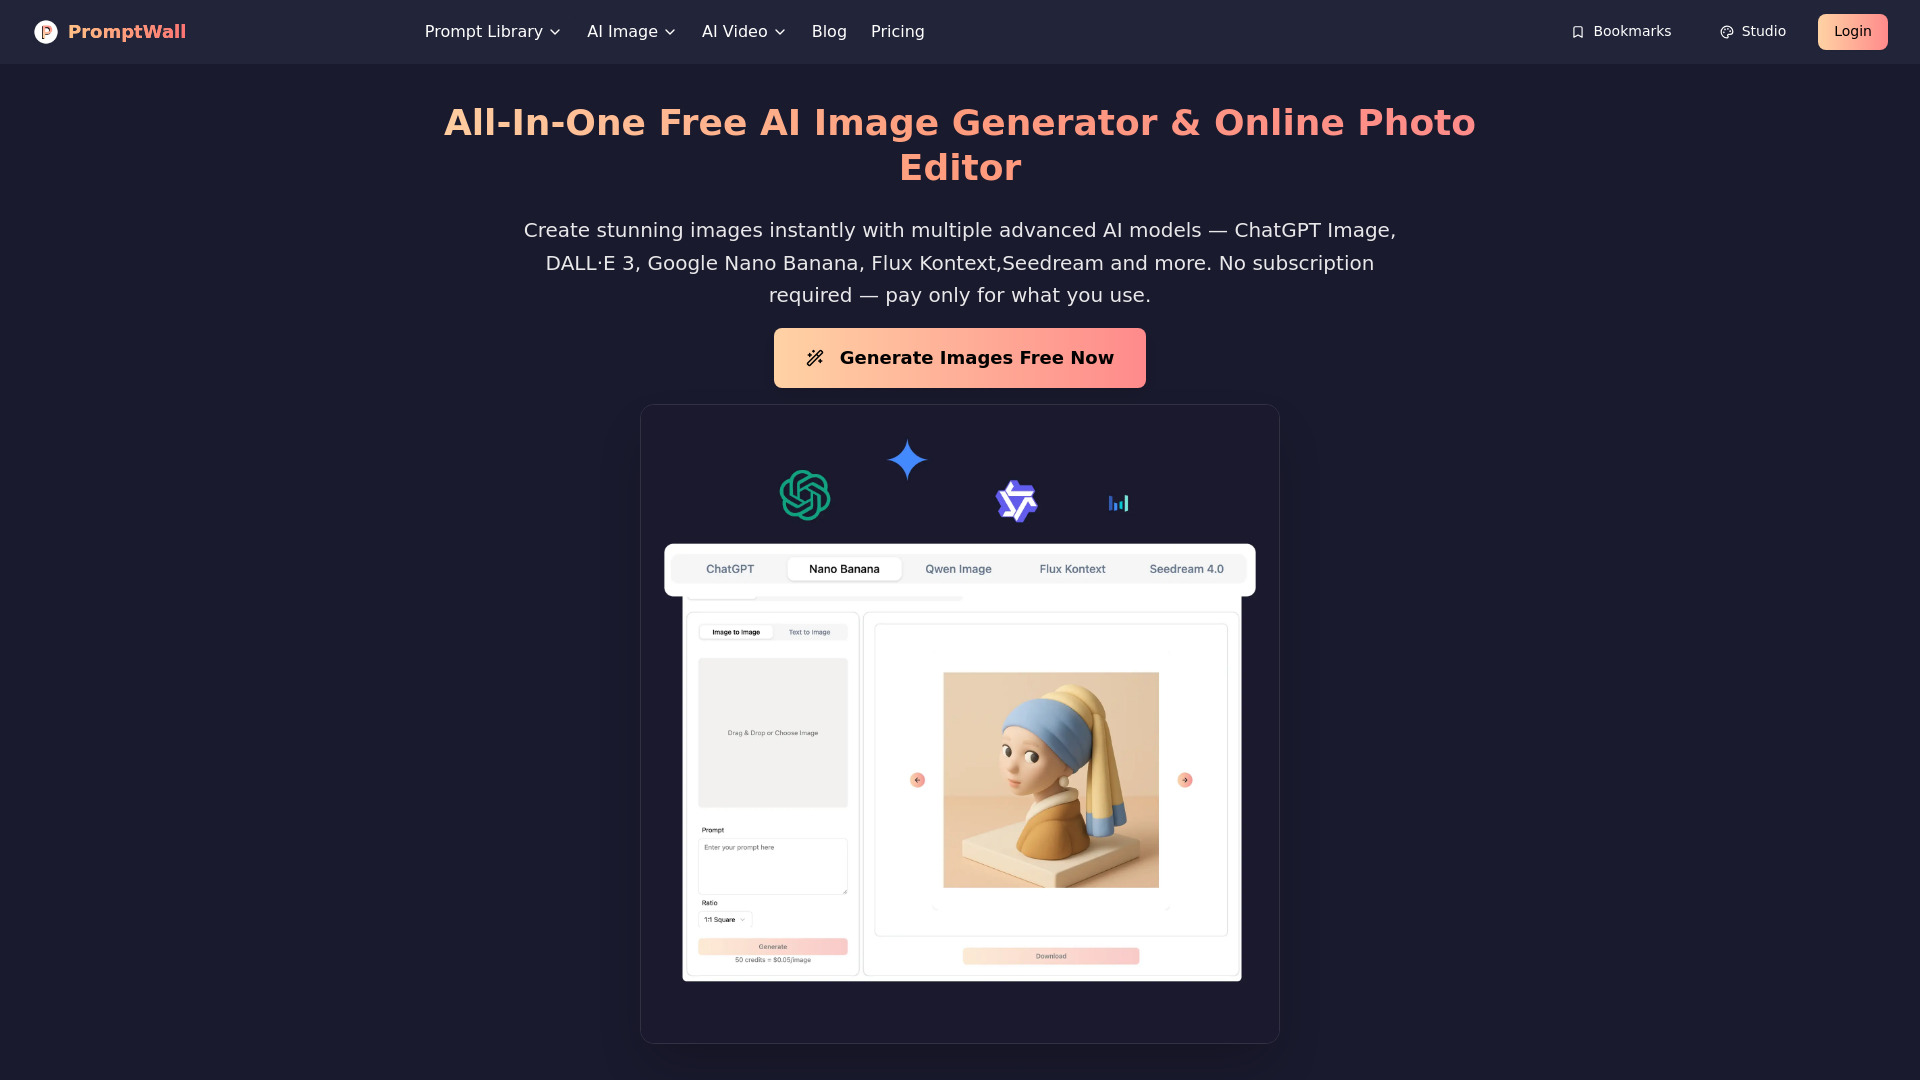 PromptWall
Prompt Library
AI Image
AI Video
Blog
Pricing
Bookmarks
Studio
Login
All-In-One Free AI Image Generator & Online Photo
Editor
Create stunning images instantly with multiple advanced AI models — ChatGPT Image,
DALL·E 3, Google Nano Banana, Flux Kontext,Seedream and more. No subscription
required — pay only for what you use.
Generate Images Free Now
ChatGPT
Nano Banana
Qwen Image
Flux Kontext
Seedream 4.0
Image to Image
Text to Image
Drag & Drop or Choose Image
Prompt
Enter your prompt here
Ratio
1:1 Square
Generate
50 credits = $0.05/image
Download